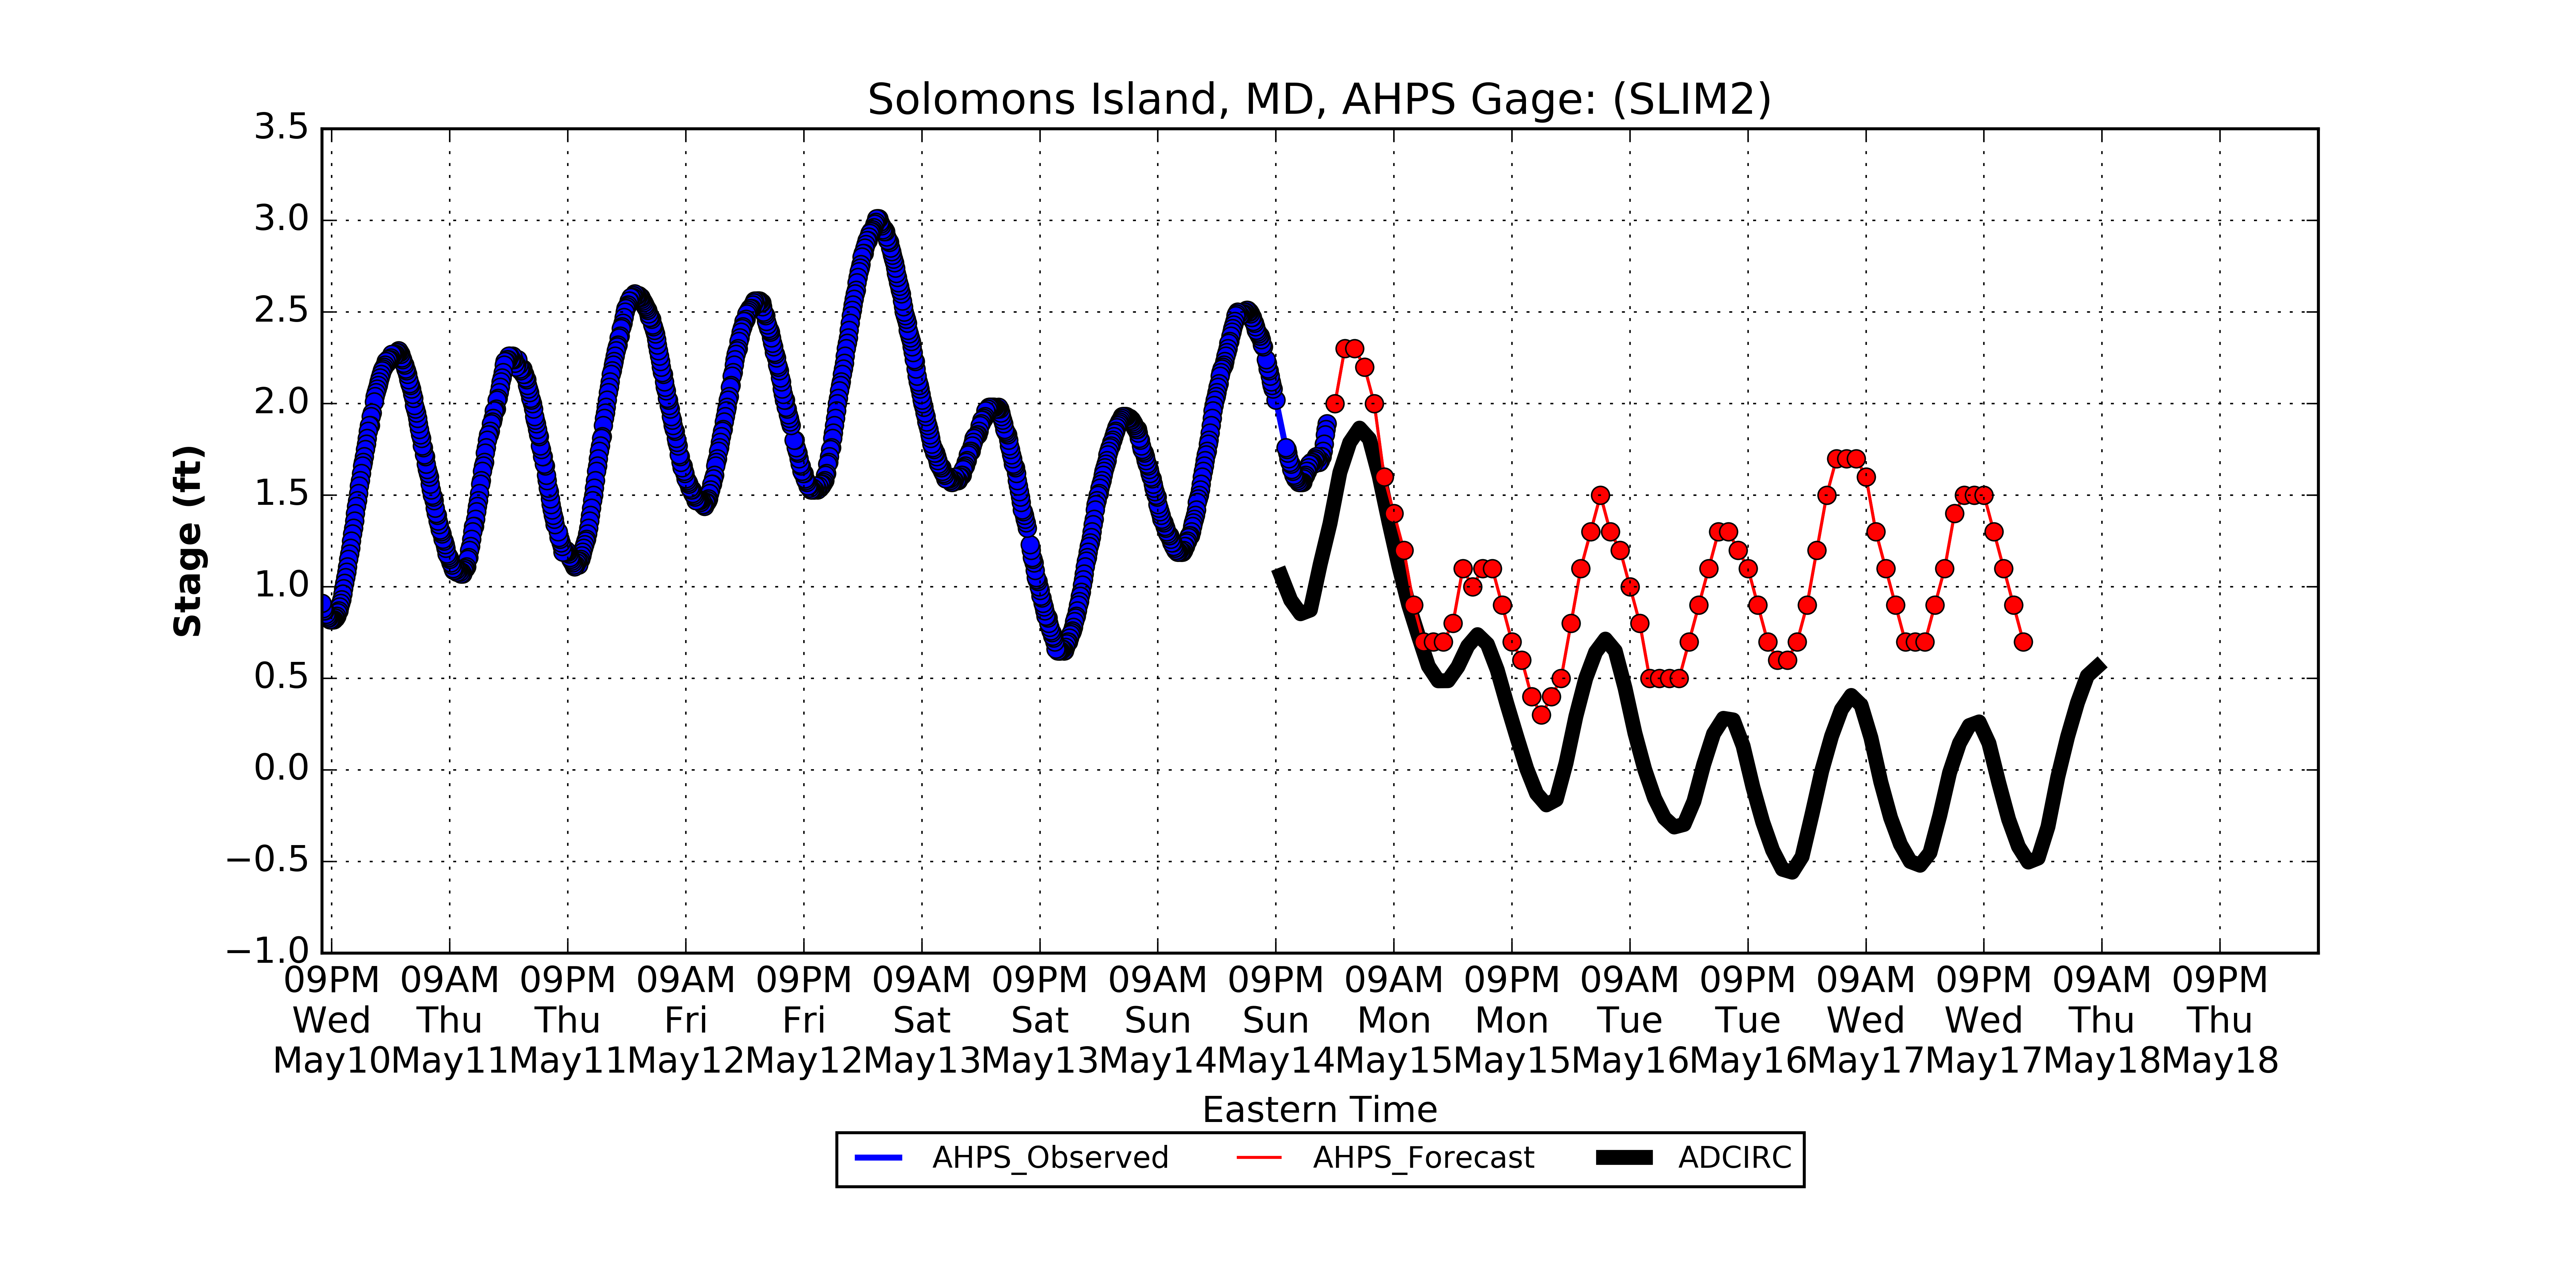 Solomons Island, MD, AHPS Gage: (SLIM2)
3.5
3.0
2.5
2.0
1.5
1.0
0.5
0.0
−0.5
−1.0
Stage (ft)
09PM 09AM 09PM 09AM 09PM 09AM 09PM 09AM 09PM 09AM 09PM 09AM 09PM 09AM 09PM 09AM 09PM
Wed Thu Thu Fri Fri Sat Sat Sun Sun Mon Mon Tue Tue Wed Wed Thu Thu
May10 May11 May11 May12 May12 May13 May13 May14 May14 May15 May15 May16 May16 May17 May17 May18 May18
Eastern Time
AHPS_Observed AHPS_Forecast ADCIRC